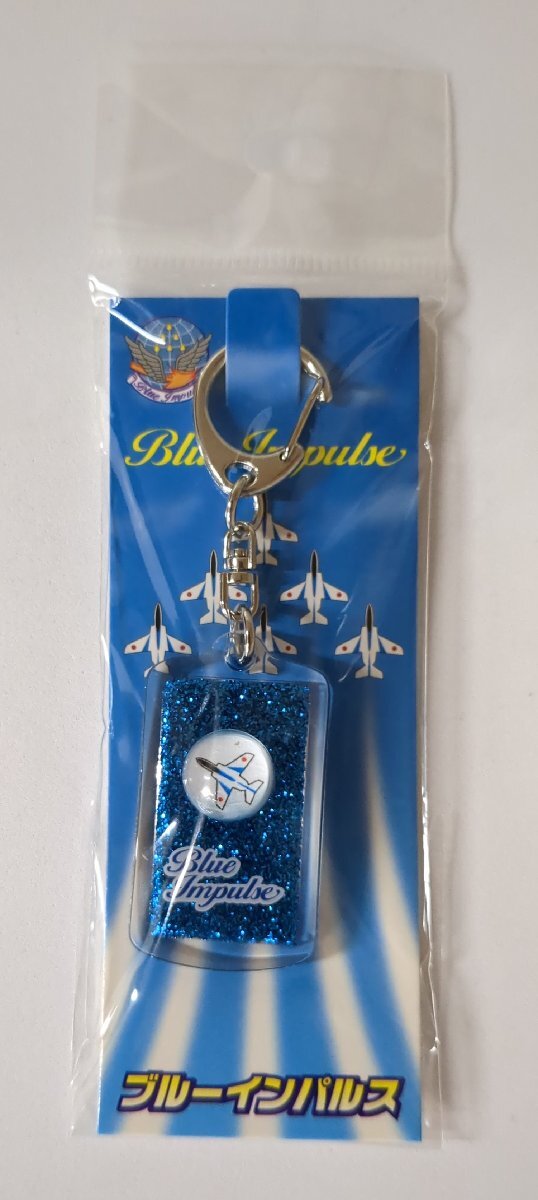 Blue Impulse
Blue Impulse
Blue
Impulse
ブルーインパルス